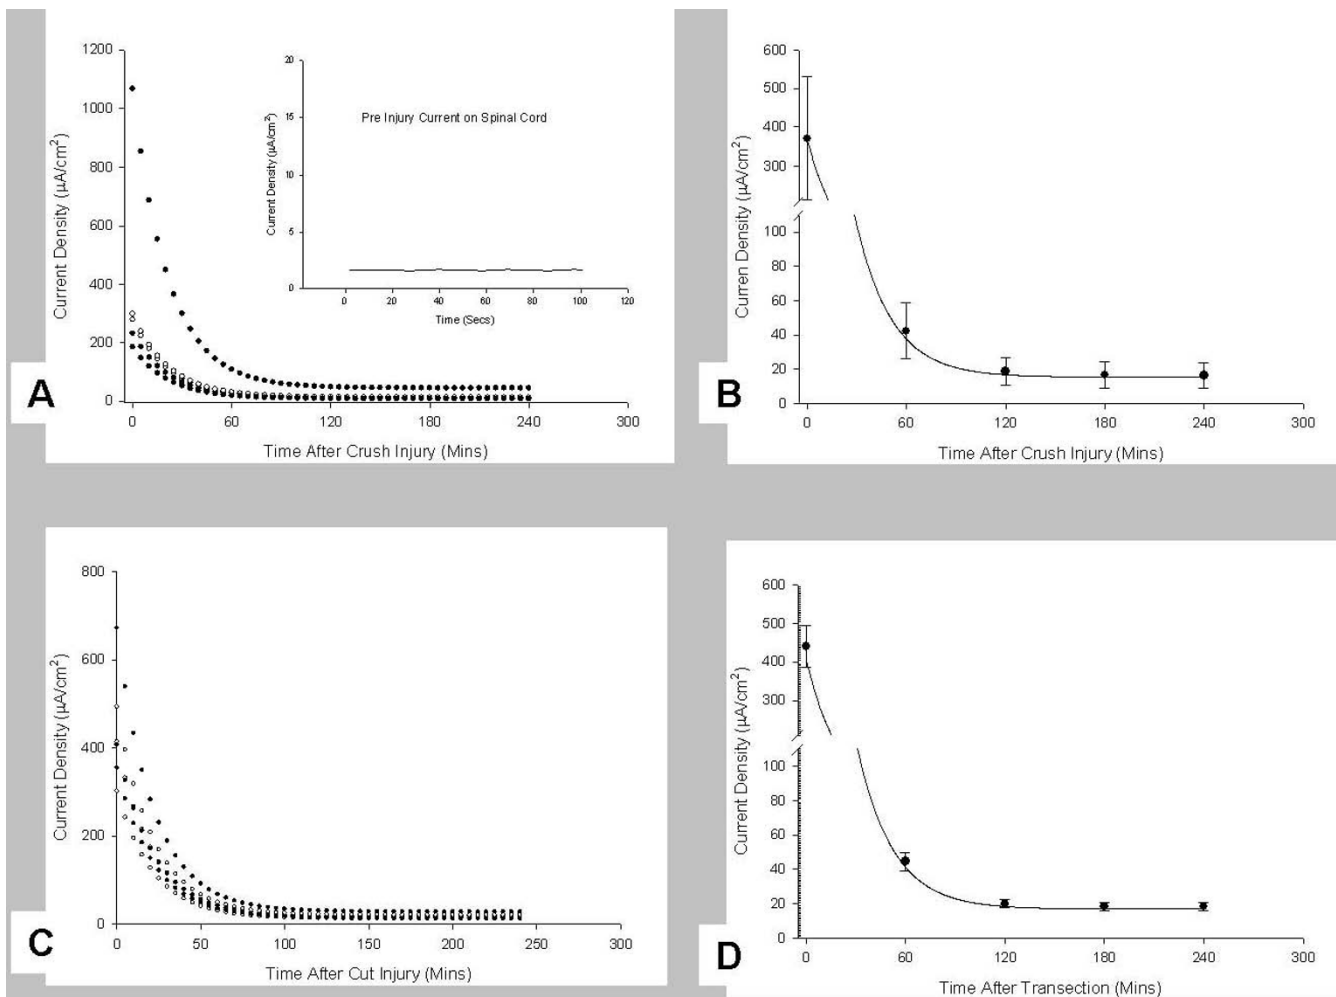 1200
1000
800
600
400
200
0
Current Density (µA/cm²)
0 60 120 180 240 300
Time After Crush Injury (Mins)
A
20
15
10
5
0
Current Density (µA/cm²)
Pre Injury Current on Spinal Cord
0 20 40 60 80 100 120
Time (Secs)
600
500
400
300
100
80
60
40
20
0
Curren Density (µA/cm²)
0 60 120 180 240 300
Time After Crush Injury (Mins)
B
800
600
400
200
0
Current Density (µA/cm²)
0 50 100 150 200 250 300
Time After Cut Injury (Mins)
C
600
500
400
300
100
80
60
40
20
0
Current Density (µA/cm²)
0 60 120 180 240 300
Time After Transection (Mins)
D